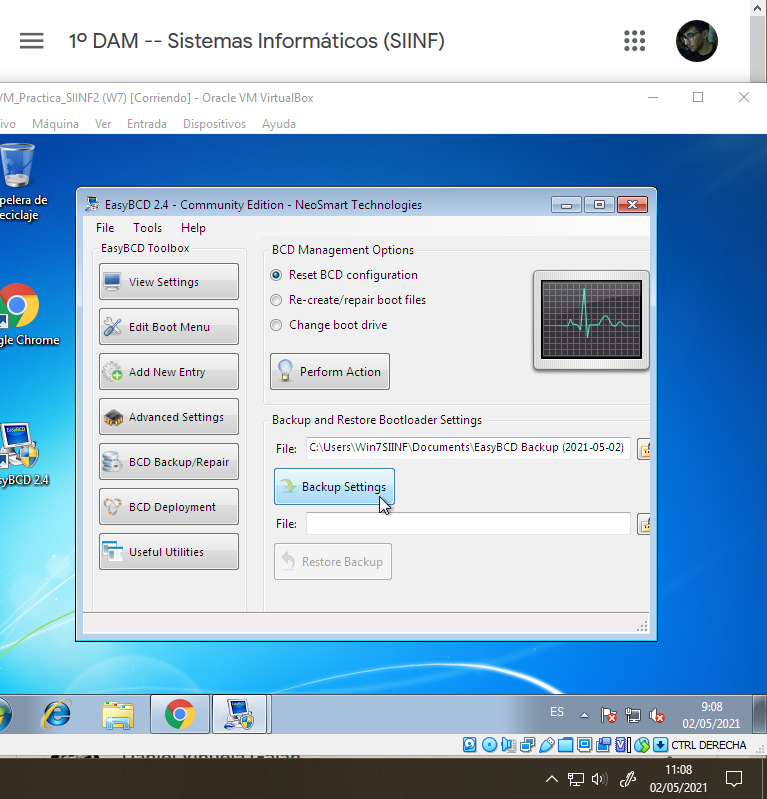 1º DAM -- Sistemas Informáticos (SIINF)
VM_Practica_SIINF2 (W7) [Corriendo] - Oracle VM VirtualBox
ivo Máquina Ver Entrada Dispositivos Ayuda
pelera de
eciclaje
gle Chrome
syBCD 2.4
EasyBCD 2.4 - Community Edition - NeoSmart Technologies
File Tools Help
EasyBCD Toolbox
View Settings
Edit Boot Menu
Add New Entry
Advanced Settings
BCD Backup/Repair
BCD Deployment
Useful Utilities
BCD Management Options
Reset BCD configuration
Re-create/repair boot files
Change boot drive
Perform Action
Backup and Restore Bootloader Settings
File: C:\Users\Win7SIINF\Documents\EasyBCD Backup (2021-05-02)
Backup Settings
File:
Restore Backup
ES
9:08
02/05/2021
CTRL DERECHA
11:08
02/05/2021